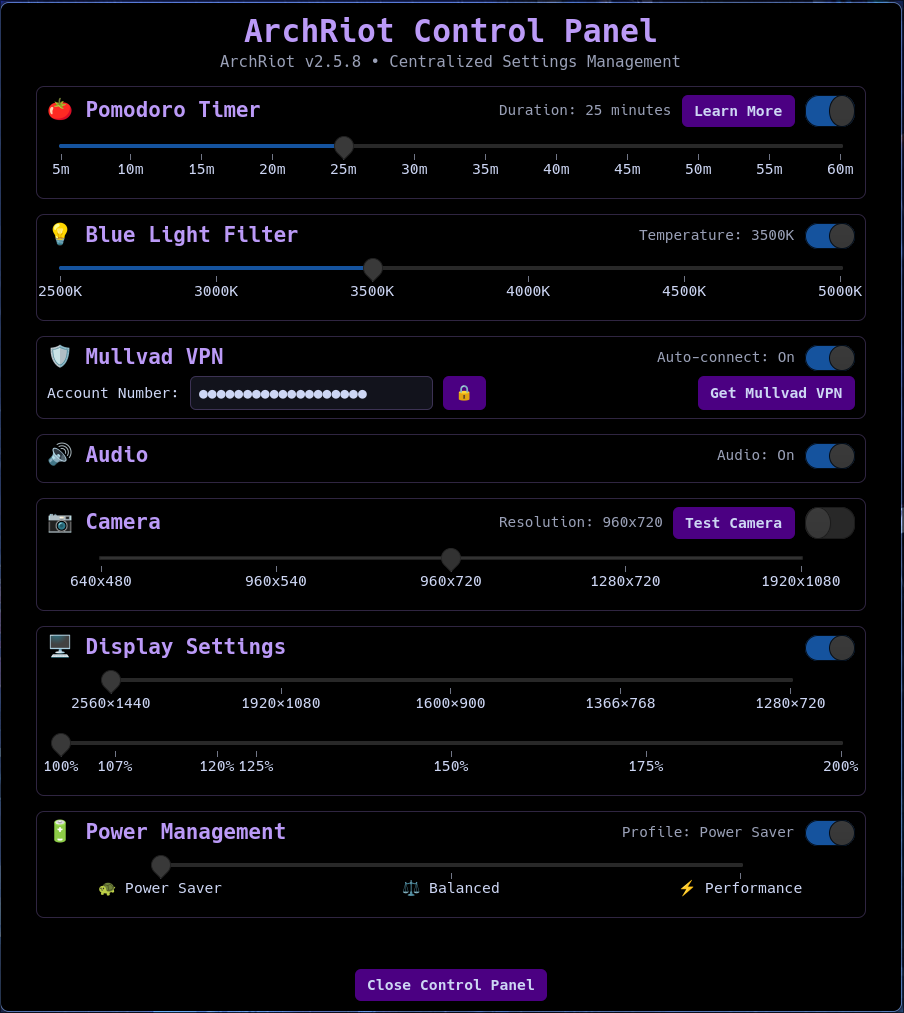 ArchRiot Control Panel
ArchRiot v2.5.8 • Centralized Settings Management
Pomodoro Timer Duration: 25 minutes Learn More
5m 10m 15m 20m 25m 30m 35m 40m 45m 50m 55m 60m
Blue Light Filter Temperature: 3500K
2500K 3000K 3500K 4000K 4500K 5000K
Mullvad VPN Auto-connect: On
Account Number: ●●●●●●●●●●●●●●●●●●● Get Mullvad VPN
Audio Audio: On
Camera Resolution: 960x720 Test Camera
640x480 960x540 960x720 1280x720 1920x1080
Display Settings
2560×1440 1920×1080 1600×900 1366×768 1280×720
100% 107% 120% 125% 150% 175% 200%
Power Management Profile: Power Saver
Power Saver Balanced Performance
Close Control Panel